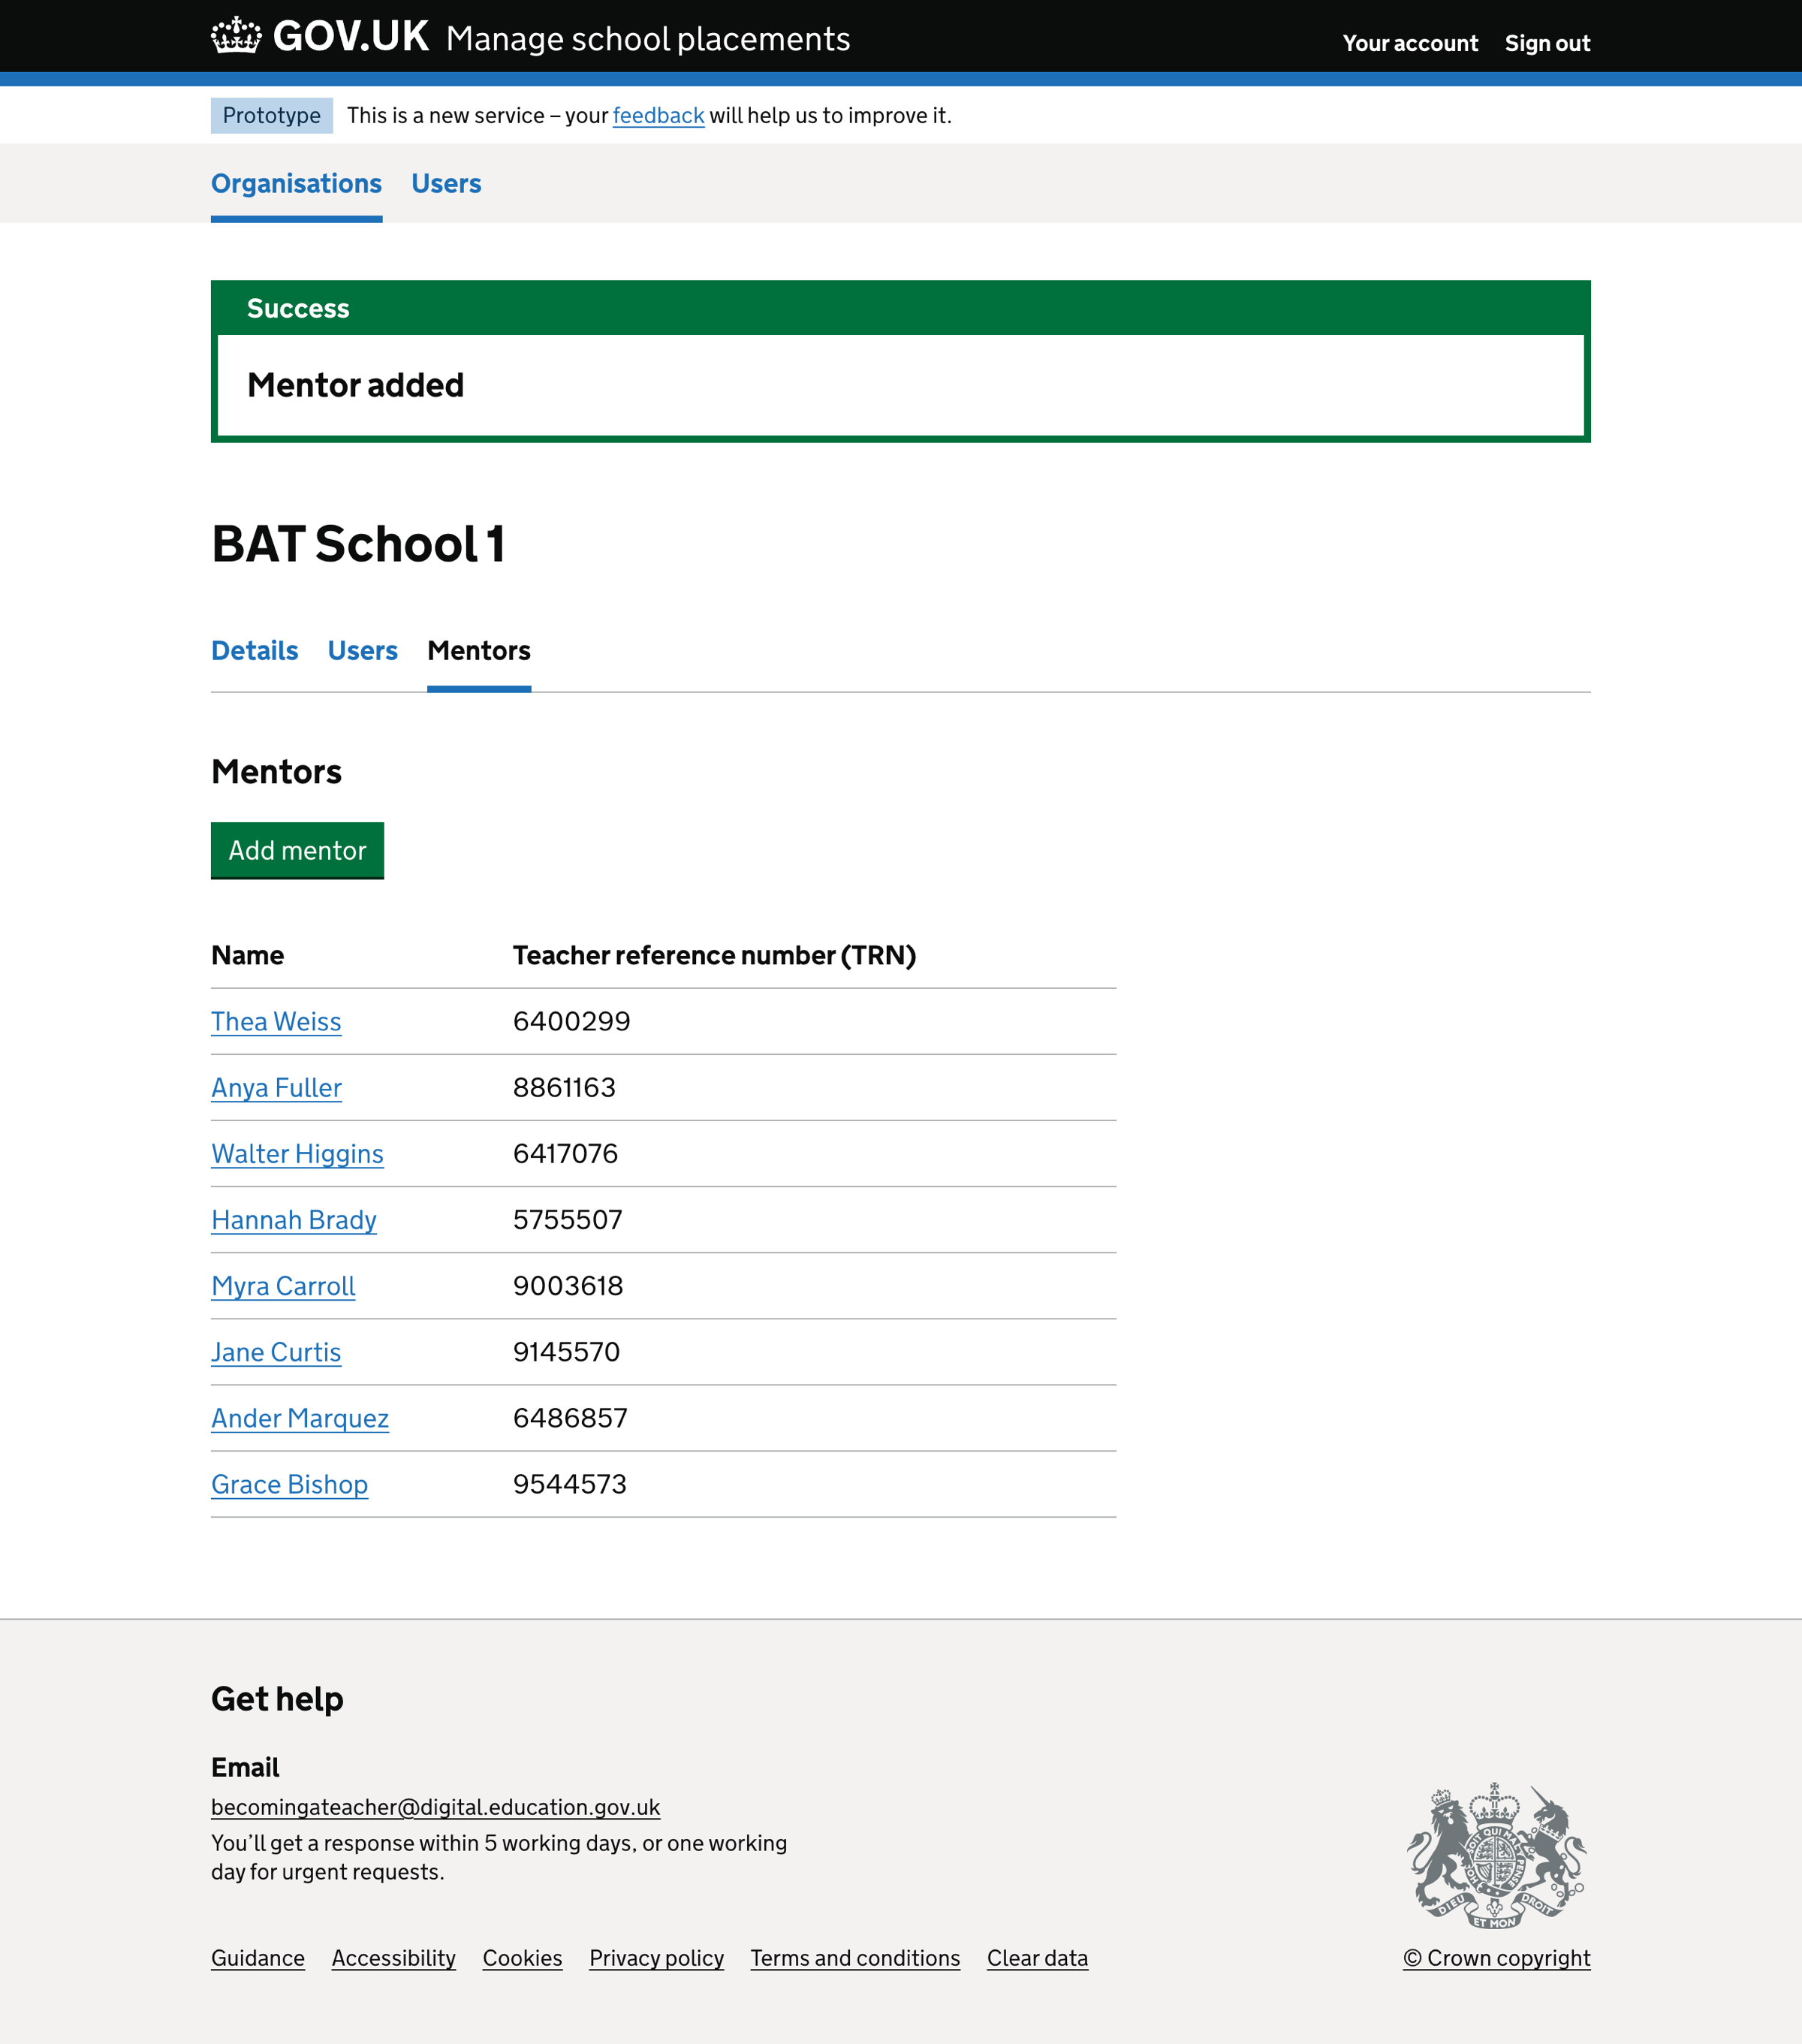 GOV.UK Manage school placements Your account Sign out
Prototype This is a new service – your feedback will help us to improve it.
Organisations Users
Success
Mentor added
BAT School 1
Details Users Mentors
Mentors
Add mentor
Name Teacher reference number (TRN)
Thea Weiss 6400299
Anya Fuller 8861163
Walter Higgins 6417076
Hannah Brady 5755507
Myra Carroll 9003618
Jane Curtis 9145570
Ander Marquez 6486857
Grace Bishop 9544573
Get help
Email
becomingateacher@digital.education.gov.uk
You’ll get a response within 5 working days, or one working
day for urgent requests.
DIEU ET MON DROIT
Guidance Accessibility Cookies Privacy policy Terms and conditions Clear data © Crown copyright